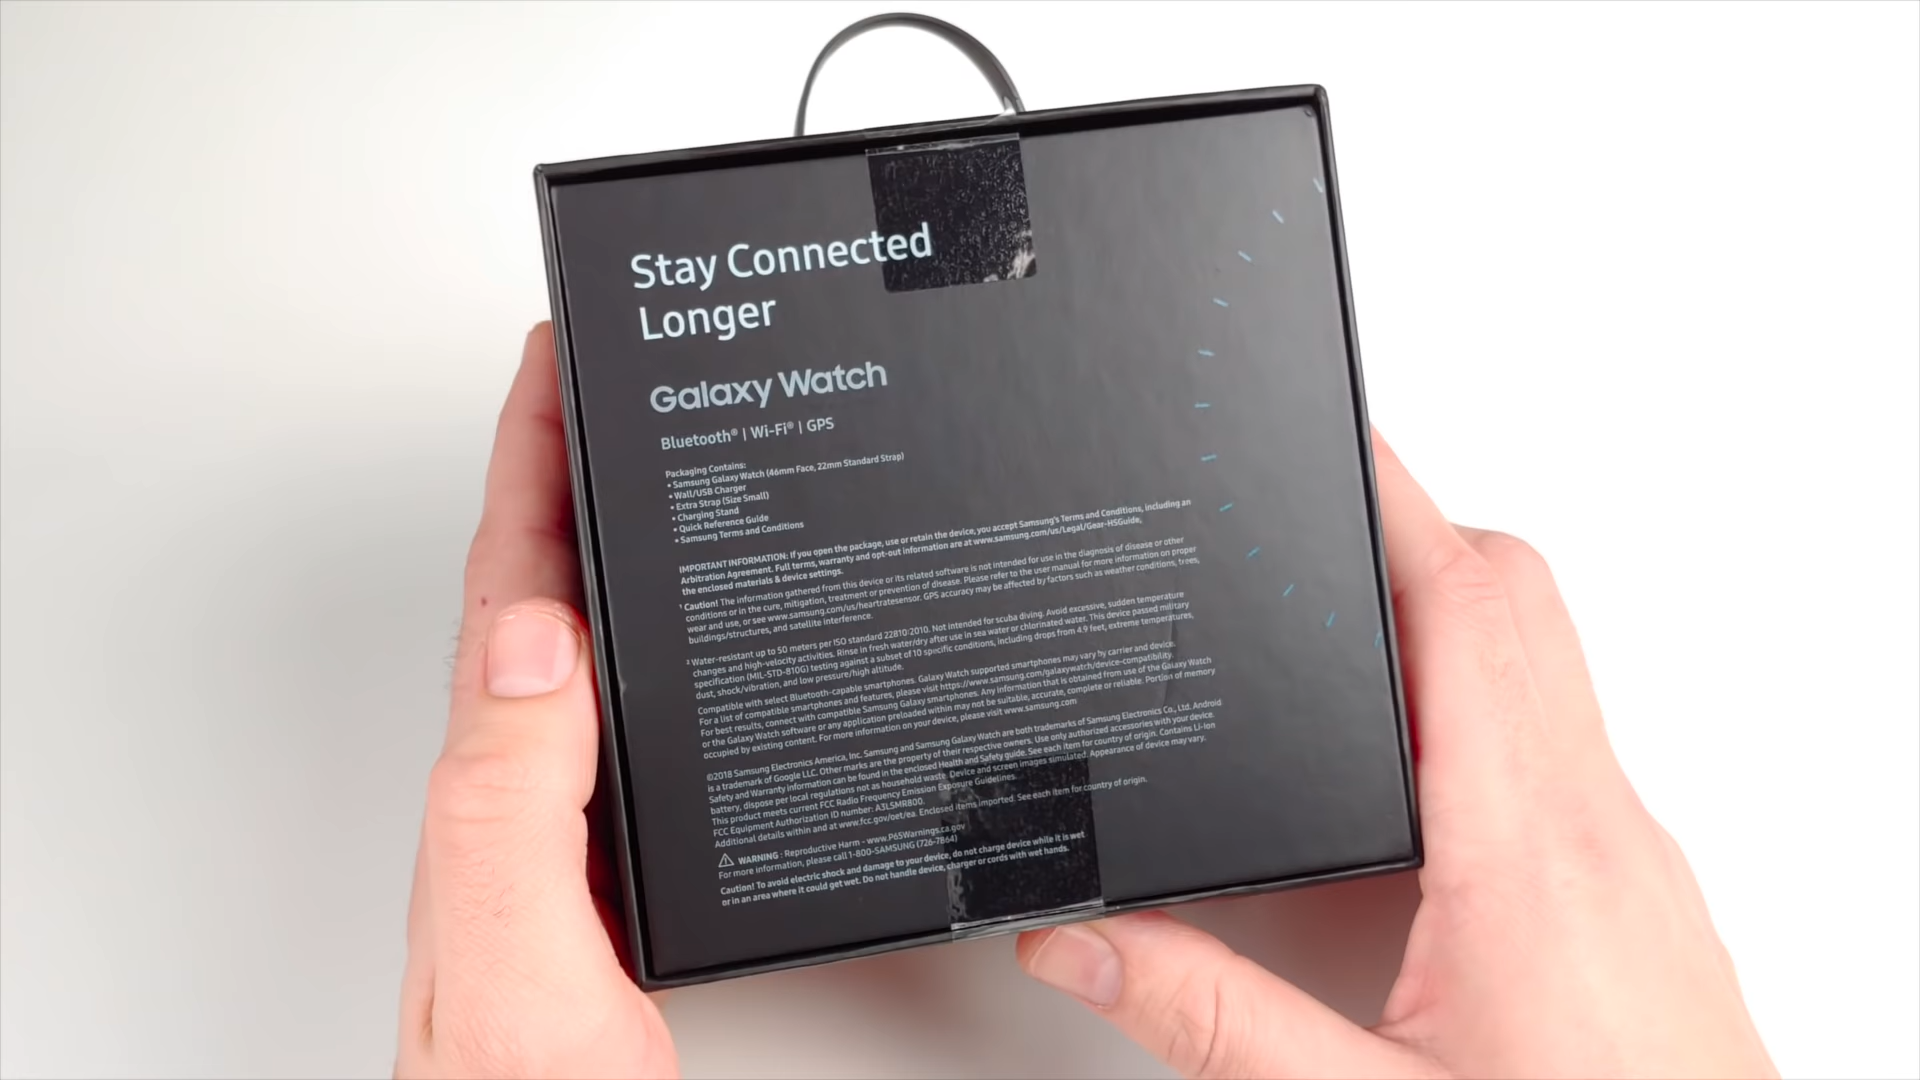 Stay Connected
Longer
Galaxy Watch
Bluetooth® | Wi-Fi® | GPS
Packaging Contains:
• Samsung Galaxy Watch (46mm Face, 22mm Standard Strap)
• Wall/USB Charger
• Extra Strap (Size Small)
• Charging Stand
• Quick Reference Guide
• Samsung Terms and Conditions
IMPORTANT INFORMATION: If you open the package, use or retain the device, you accept Samsung's Terms and Conditions, including an
Arbitration Agreement. Full terms, warranty and opt-out information are at www.samsung.com/us/Legal/Gear-HSGuide,
the enclosed materials & device settings.
¹ Caution! The information gathered from this device or its related software is not intended for use in the diagnosis of disease or other
conditions or in the cure, mitigation, treatment or prevention of disease. Please refer to the user manual for more information on proper
wear and use, or see www.samsung.com/us/heartratesensor. GPS accuracy may be affected by factors such as weather conditions, trees,
buildings/structures, and satellite interference.
² Water-resistant up to 50 meters per ISO standard 22810:2010. Not intended for scuba diving. Avoid excessive, sudden temperature
changes and high-velocity activities. Rinse in fresh water/dry after use in sea water or chlorinated water. This device passed military
specification (MIL-STD-810G) testing against a subset of 10 specific conditions, including drops from 4.9 feet, extreme temperatures,
dust, shock/vibration, and low pressure/high altitude.
Compatible with select Bluetooth-capable smartphones. Galaxy Watch supported smartphones may vary by carrier and device.
For a list of compatible smartphones and features, please visit https://www.samsung.com/galaxywatch/device-compatibility.
For best results, connect with compatible Samsung Galaxy smartphones. Any information that is obtained from use of the Galaxy Watch
or the Galaxy Watch software or any application preloaded within may not be suitable, accurate, complete or reliable. Portion of memory
occupied by existing content. For more information on your device, please visit www.samsung.com
©2018 Samsung Electronics America, Inc. Samsung and Samsung Galaxy Watch are both trademarks of Samsung Electronics Co., Ltd. Android
is a trademark of Google LLC. Other marks are the property of their respective owners. Use only authorized accessories with your device.
Safety and Warranty information can be found in the enclosed Health and Safety guide. See each item for country of origin. Contains Li-Ion
battery, dispose per local regulations not as household waste. Device and screen images simulated. Appearance of device may vary.
This product meets current FCC Radio Frequency Emission Exposure Guidelines.
FCC Equipment Authorization ID number: A3LSMR800.
Additional details within and at www.fcc.gov/oet/ea. Enclosed items imported. See each item for country of origin.
WARNING : Reproductive Harm - www.P65Warnings.ca.gov
For more information, please call 1-800-SAMSUNG (726-7864)
Caution! To avoid electric shock and damage to your device, do not charge device while it is wet
or in an area where it could get wet. Do not handle device, charger or cords with wet hands.